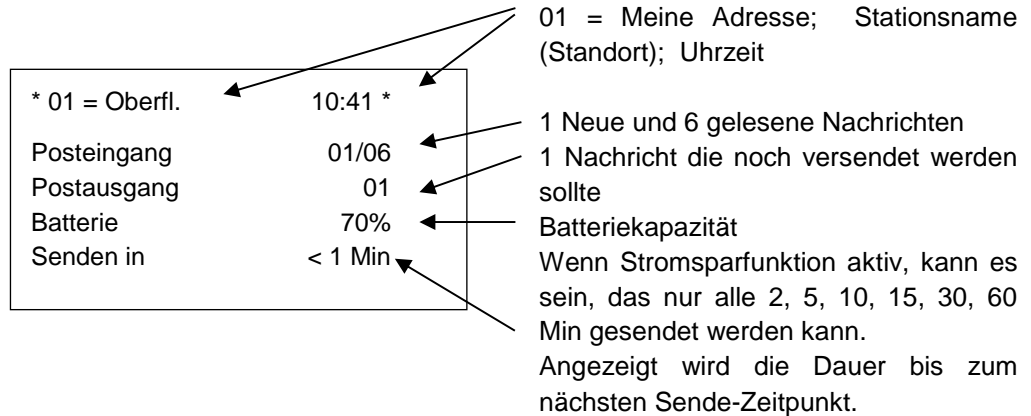 01 = Meine Adresse; Stationsname
(Standort); Uhrzeit
* 01 = Oberfl. 10:41 *
Posteingang 01/06
Postausgang 01
Batterie 70%
Senden in < 1 Min
1 Neue und 6 gelesene Nachrichten
1 Nachricht die noch versendet werden
sollte
Batteriekapazität
Wenn Stromsparfunktion aktiv, kann es
sein, das nur alle 2, 5, 10, 15, 30, 60
Min gesendet werden kann.
Angezeigt wird die Dauer bis zum
nächsten Sende-Zeitpunkt.